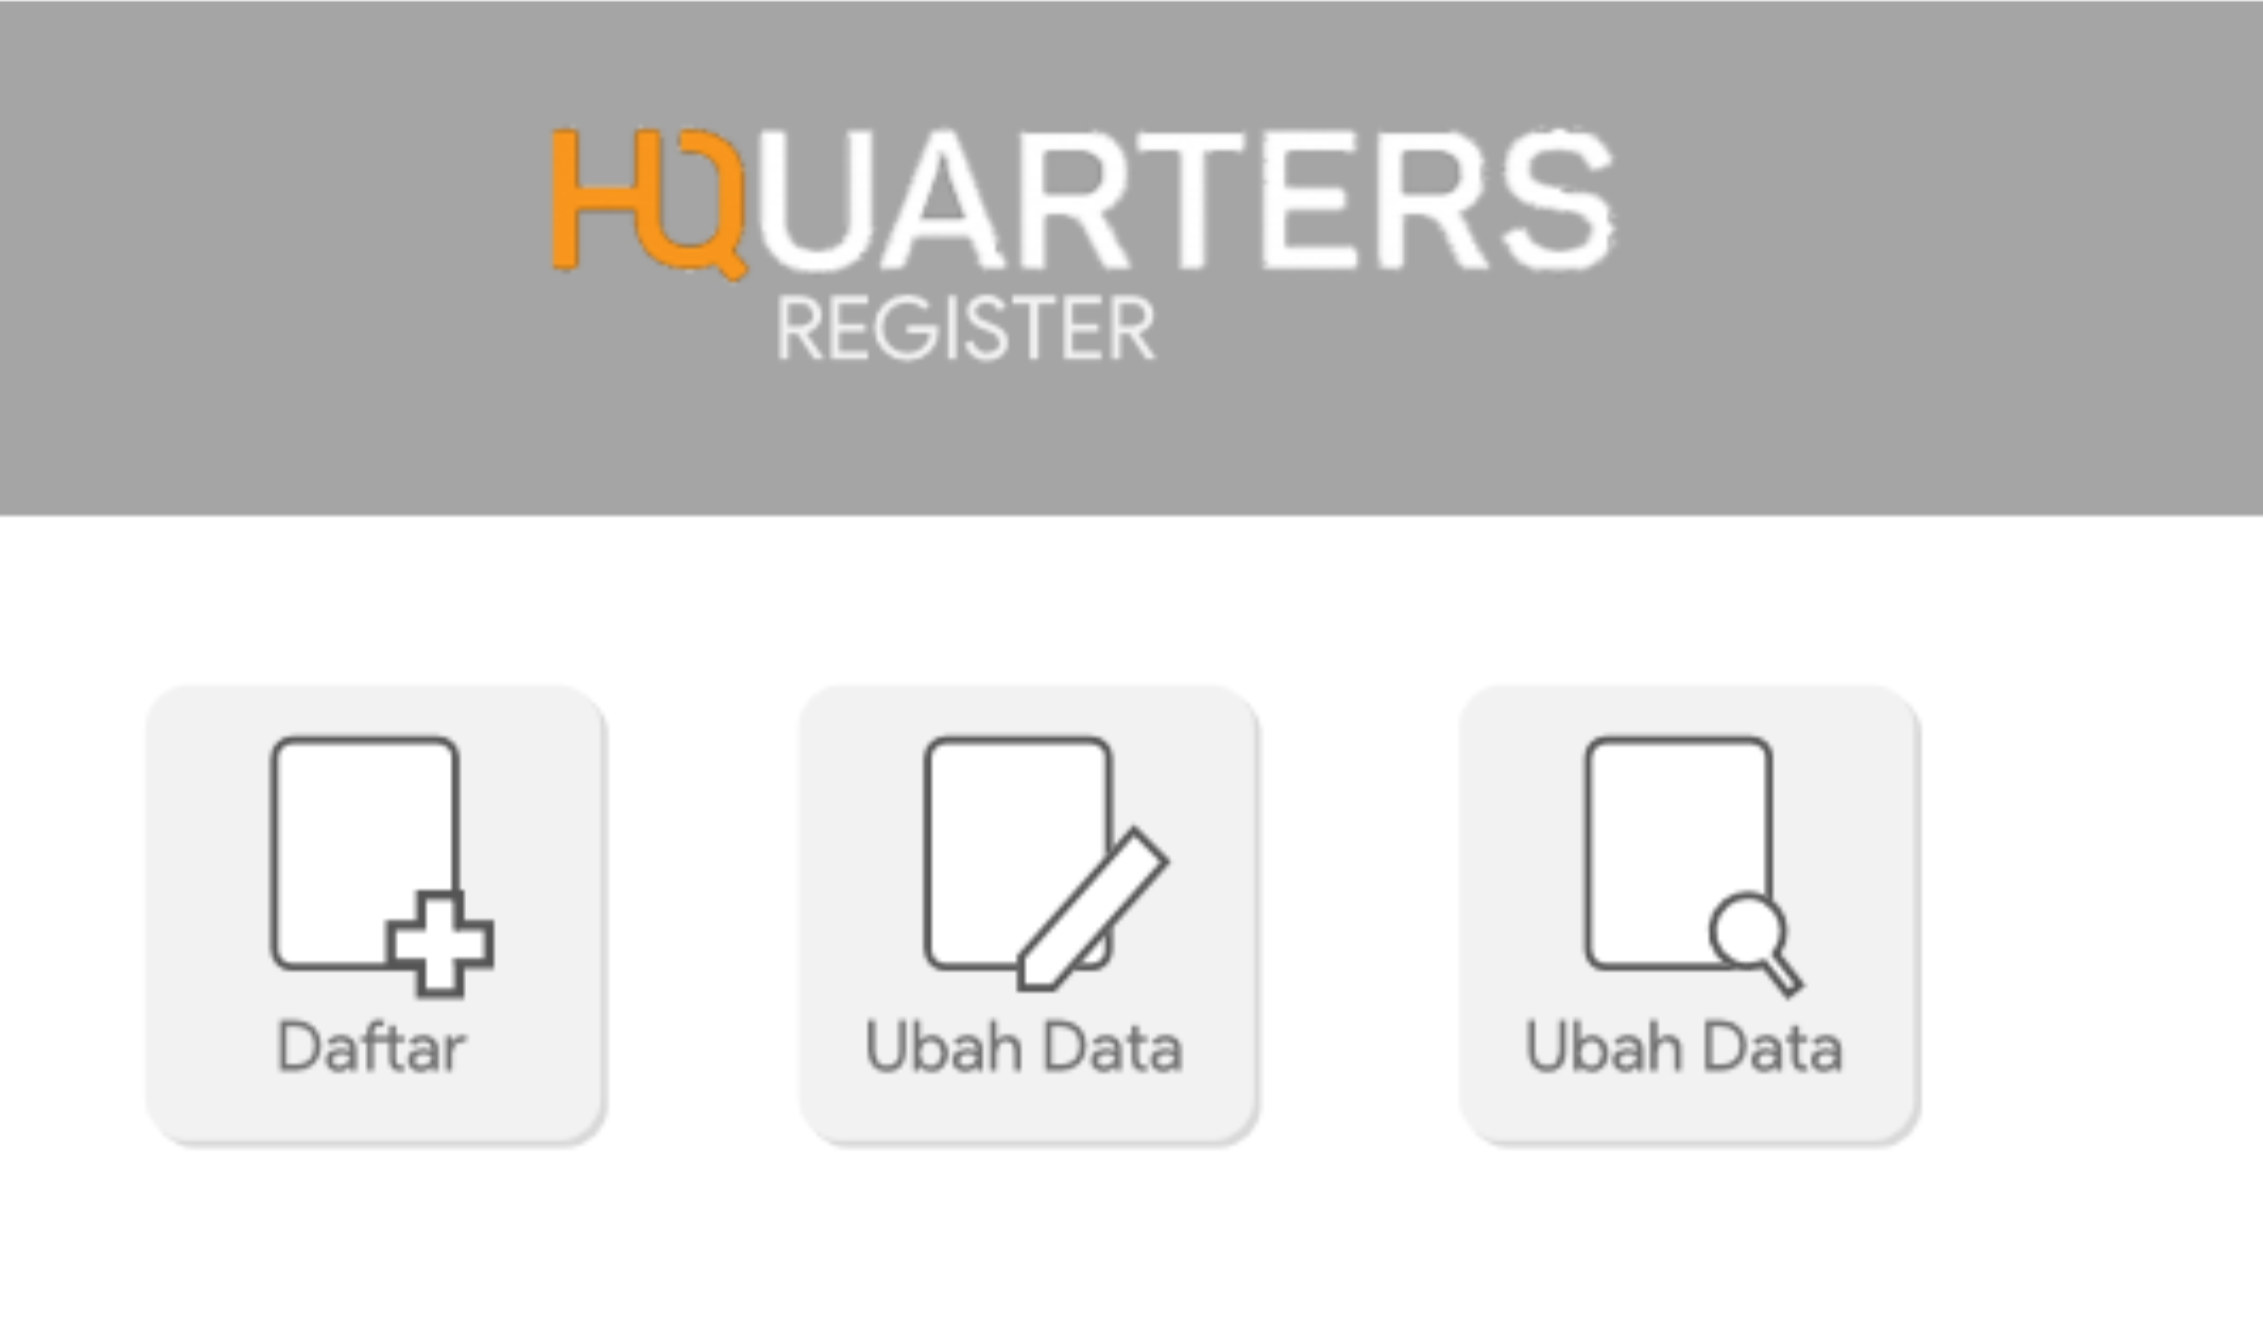 HQUARTERS
REGISTER
Daftar
Ubah Data
Ubah Data